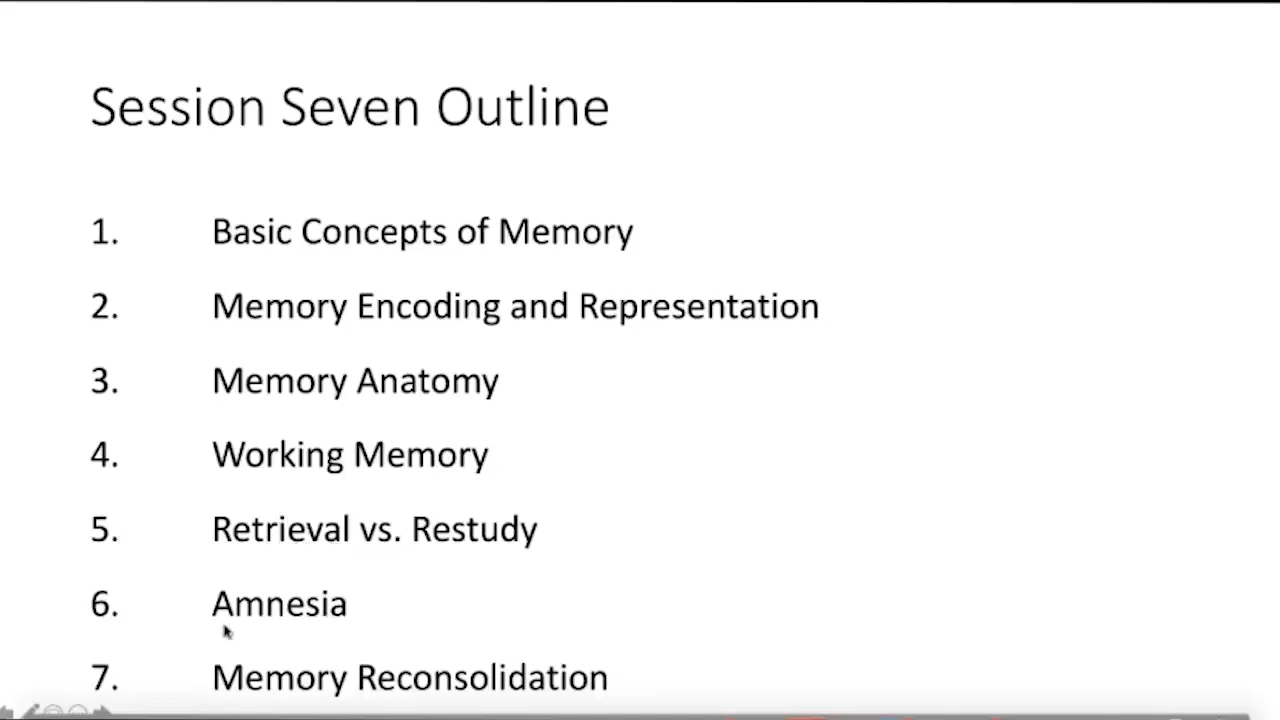 Session Seven Outline
1. Basic Concepts of Memory
2. Memory Encoding and Representation
3. Memory Anatomy
4. Working Memory
5. Retrieval vs. Restudy
6. Amnesia
7. Memory Reconsolidation